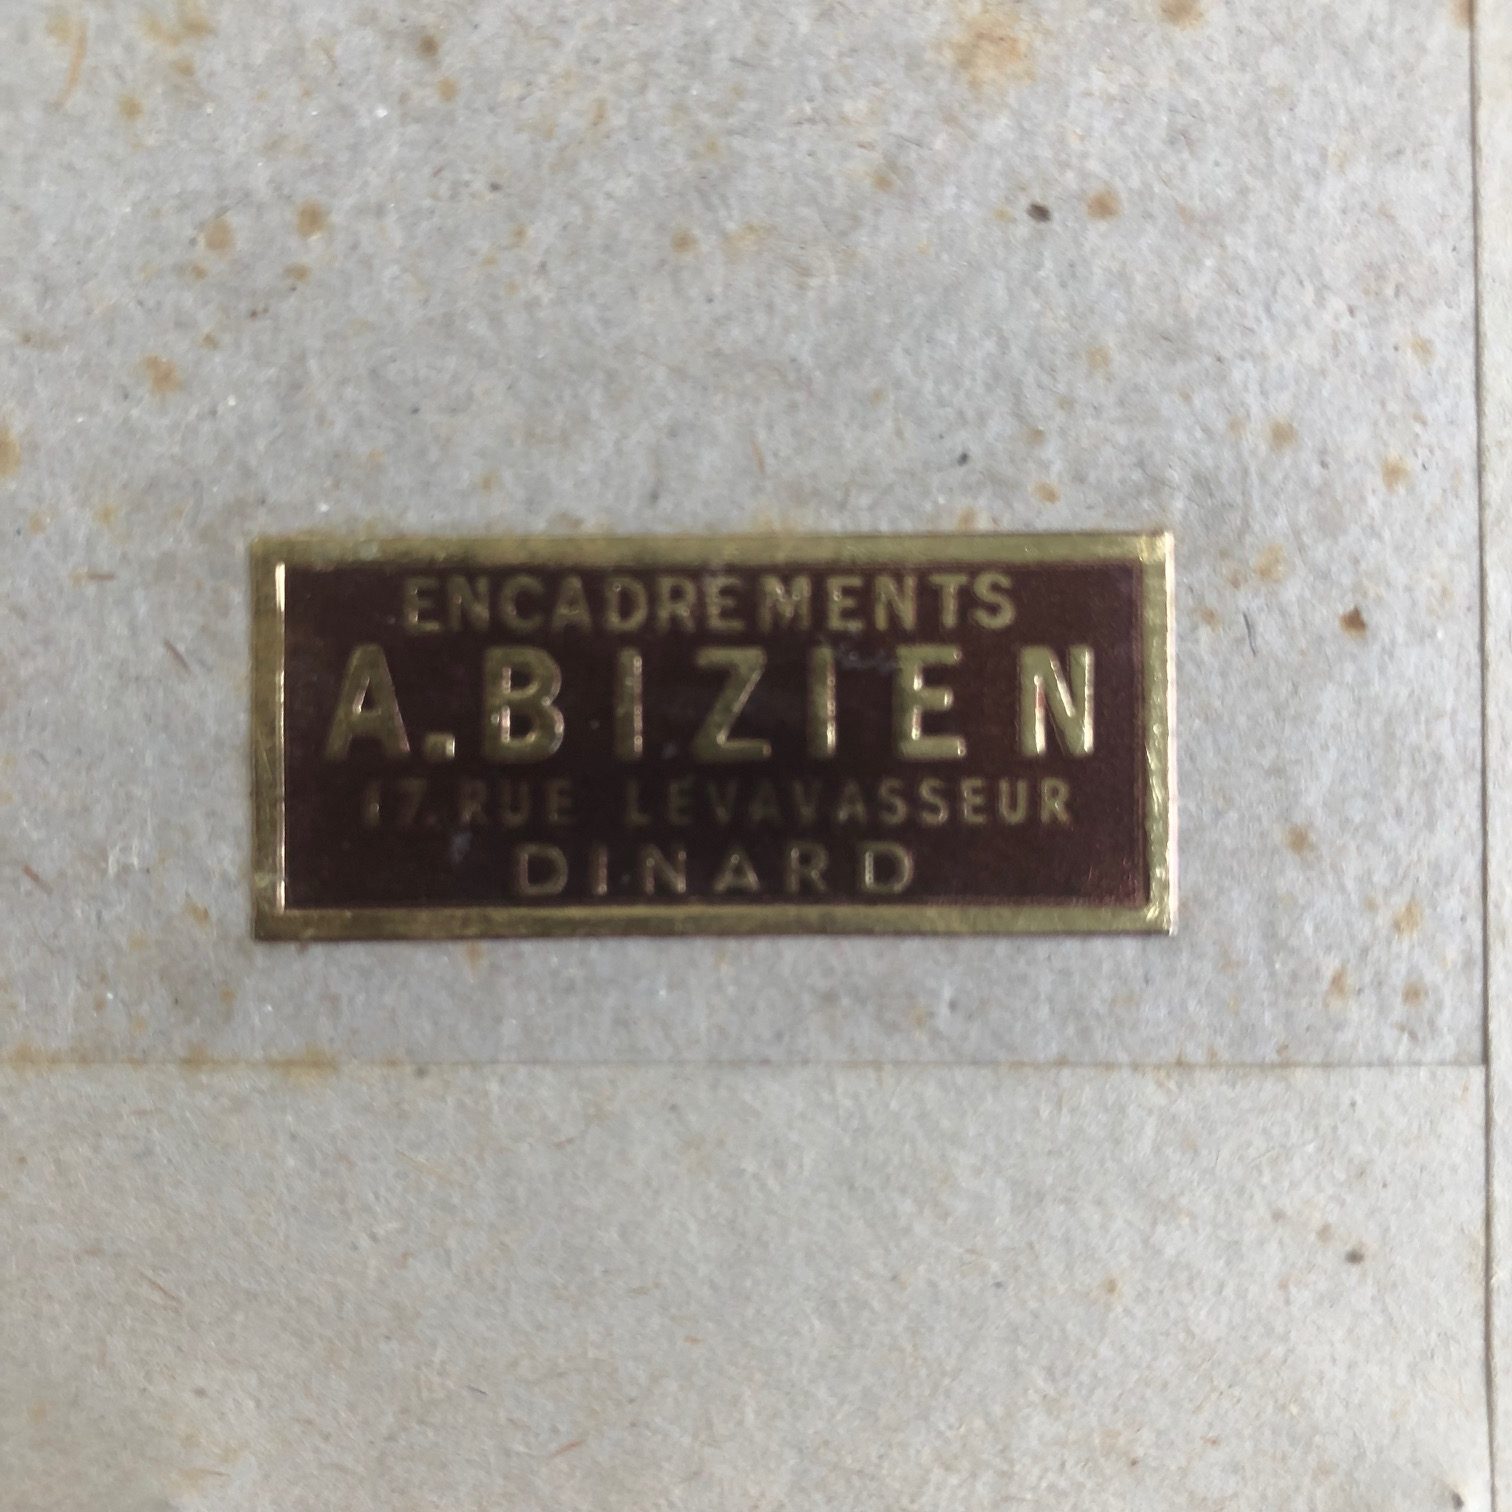 ENCADREMENTS
A. BIZIEN
17. RUE LEVAVASSEUR
DINARD